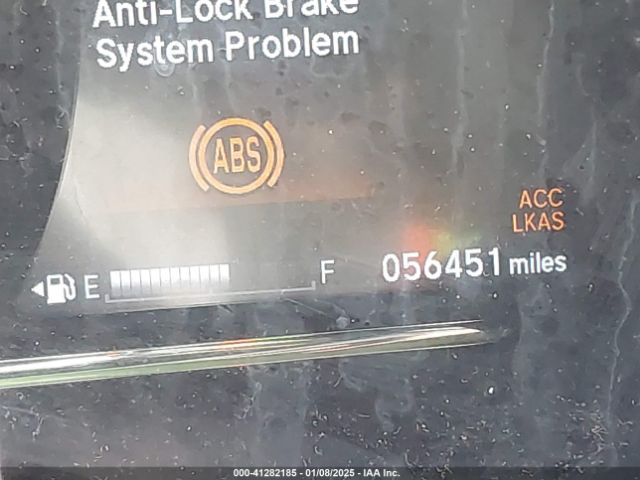 Anti-Lock Brake
System Problem
ABS
ACC
LKAS
E F 056451 miles
000-41282185 - 01/08/2025 - IAA Inc.